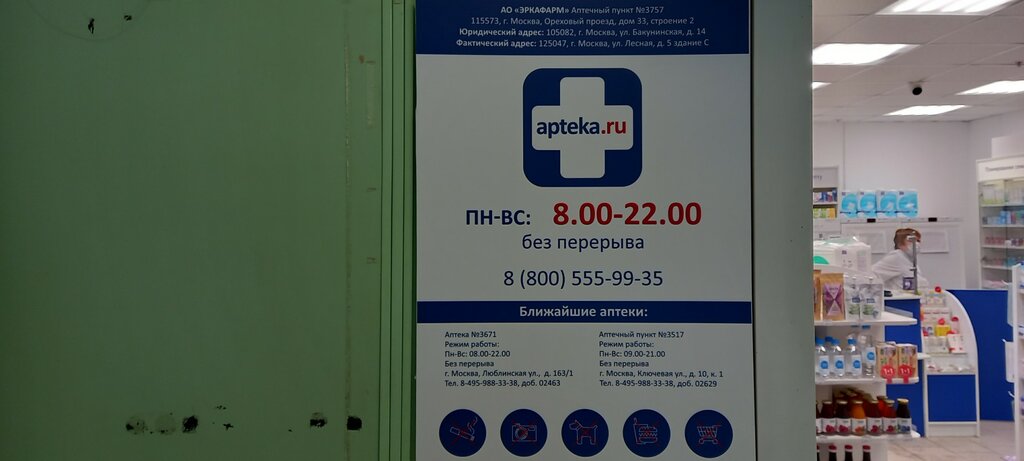 АО «ЭРКАФАРМ» Аптечный пункт №3757
115573, г. Москва, Ореховый проезд, дом 33, строение 2
Юридический адрес: 105082, г. Москва, ул. Бакунинская, д. 14
Фактический адрес: 125047, г. Москва, ул. Лесная, д. 5 здание С
apteka.ru
ПН-ВС: 8.00-22.00
без перерыва
8 (800) 555-99-35
Ближайшие аптеки:
Аптека №3671
Режим работы:
Пн-Вс: 08.00-22.00
Без перерыва
г. Москва, Люблинская ул., д. 163/1
Тел. 8-495-988-33-38, доб. 02463
Аптечный пункт №3517
Режим работы:
Пн-Вс: 09.00-21.00
Без перерыва
г. Москва, Ключевая ул., д. 10, к. 1
Тел. 8-495-988-33-38, доб. 02629
1+1
1+1